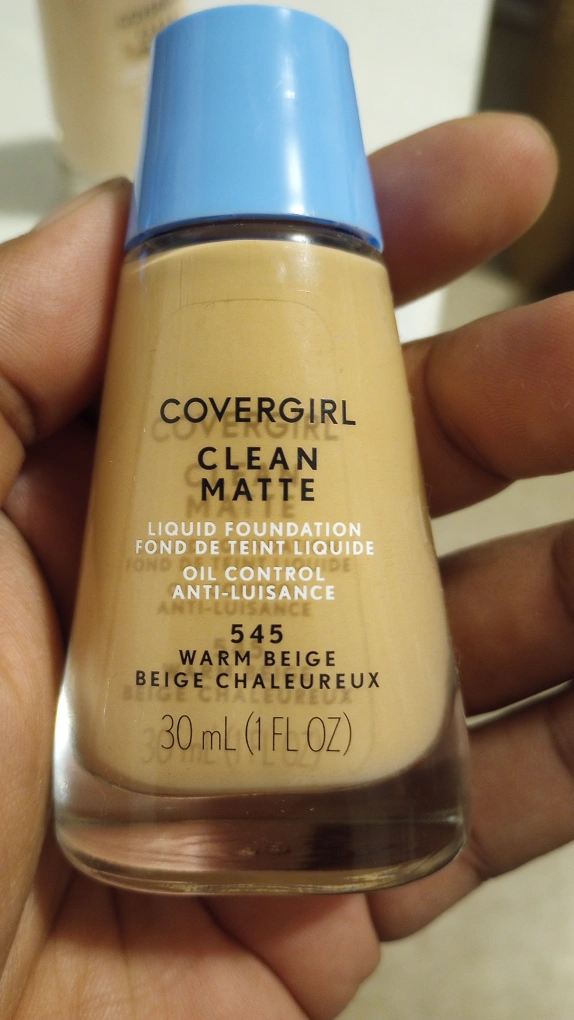 COVERGIRL
CLEAN
MATTE
LIQUID FOUNDATION
FOND DE TEINT LIQUIDE
OIL CONTROL
ANTI-LUISANCE
545
WARM BEIGE
BEIGE CHALEUREUX
30 mL (1 FL OZ)